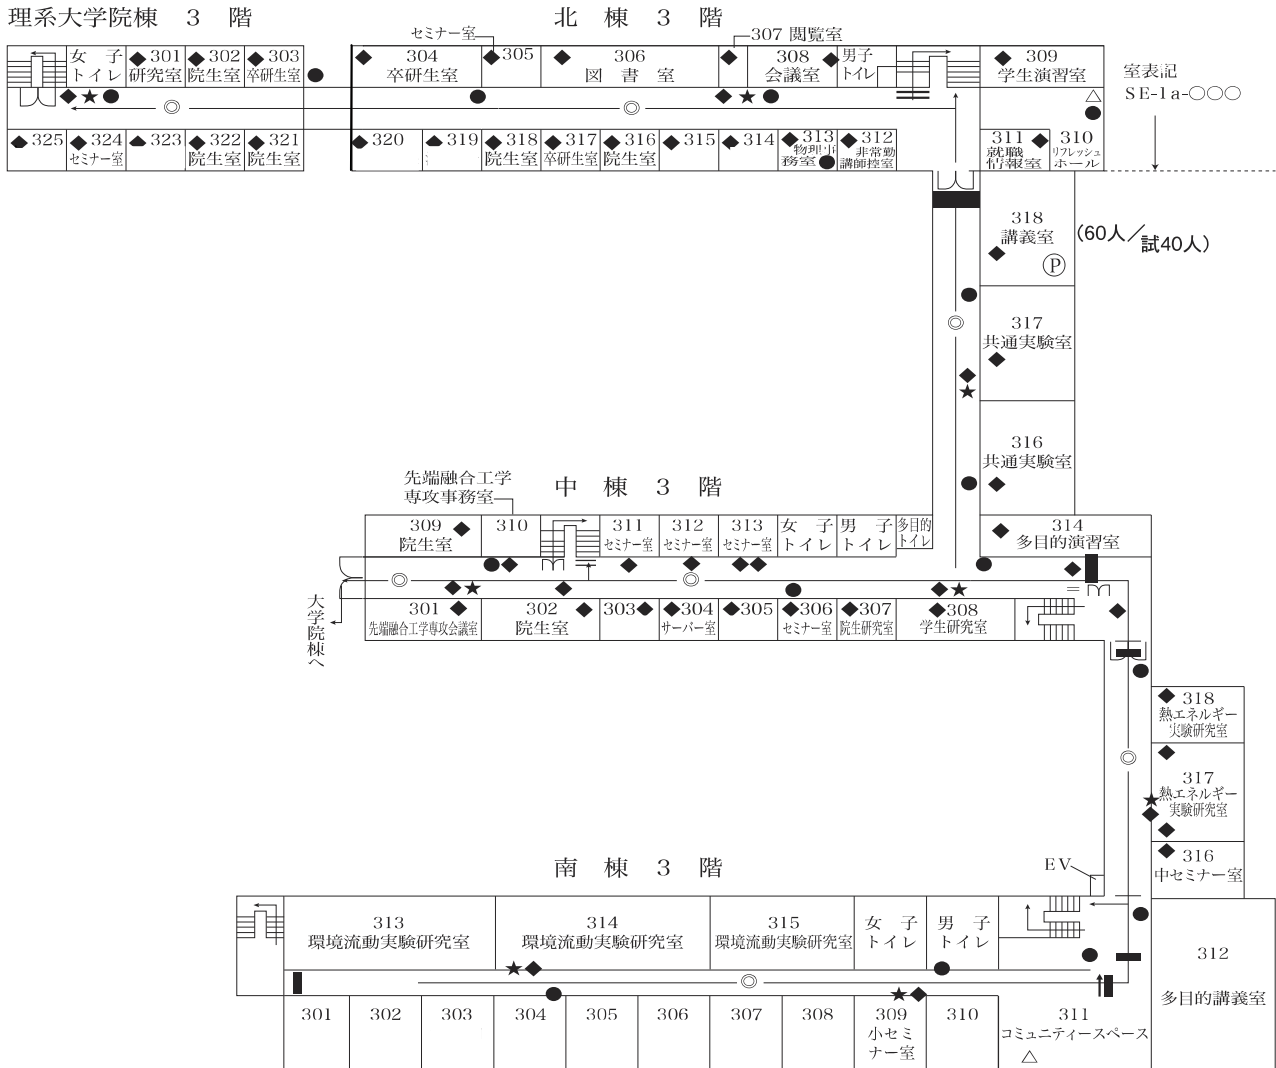 理系大学院棟 3 階
北 棟 3 階
女 子
トイレ
301
研究室
302
院生室
303
卒研生室
304
卒研生室
セミナー室
305
306
図 書 室
307 閲覧室
308
会議室
男子
トイレ
309
学生演習室
室表記
SE-1a-○○○
325
324
セミナー室
323
322
院生室
321
院生室
320
319
318
院生室
317
卒研生室
316
院生室
315
314
313
物理事
務室
312
非常勤
講師控室
311
就職
情報室
310
リフレッシュ
ホール
318
講義室
P
(60人/試40人)
317
共通実験室
316
共通実験室
先端融合工学
専攻事務室
中 棟 3 階
309
院生室
310
311
セミナー室
312
セミナー室
313
セミナー室
女 子
トイレ
男 子
トイレ
多目的
トイレ
314
多目的演習室
大学院棟へ
301
先端融合工学専攻会議室
302
院生室
303
304
サーバー室
305
306
セミナー室
307
院生研究室
308
学生研究室
318
熱エネルギー
実験研究室
317
熱エネルギー
実験研究室
316
中セミナー室
南 棟 3 階
EV
313
環境流動実験研究室
314
環境流動実験研究室
315
環境流動実験研究室
女 子
トイレ
男 子
トイレ
312
多目的講義室
301
302
303
304
305
306
307
308
309
小セミ
ナー室
310
311
コミュニティースペース